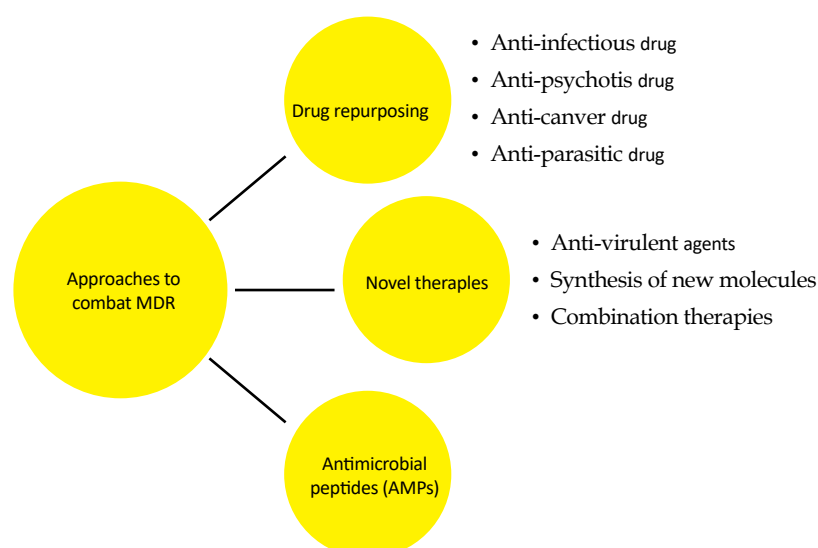 Drug repurposing
• Anti-infectious drug
• Anti-psychotis drug
• Anti-canver drug
• Anti-parasitic drug
Approaches to
combat MDR
Novel theraples
• Anti-virulent agents
• Synthesis of new molecules
• Combination therapies
Antimicrobial
peptides (AMPs)